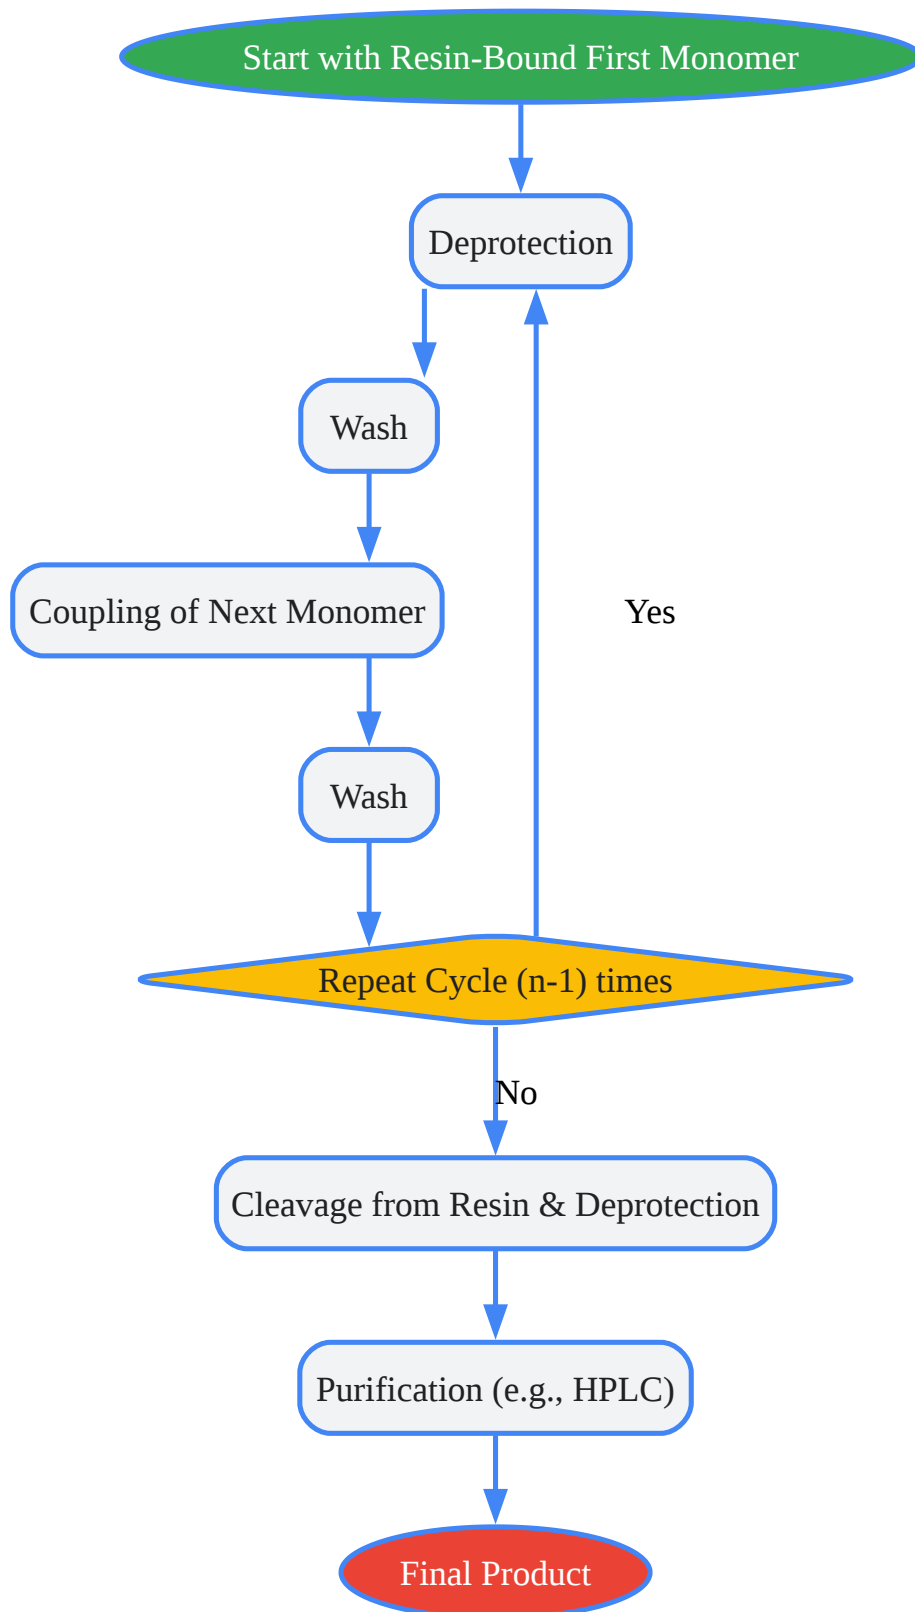 Start with Resin-Bound First Monomer
Deprotection
Wash
Coupling of Next Monomer
Yes
Wash
Repeat Cycle (n-1) times
No
Cleavage from Resin & Deprotection
Purification (e.g., HPLC)
Final Product